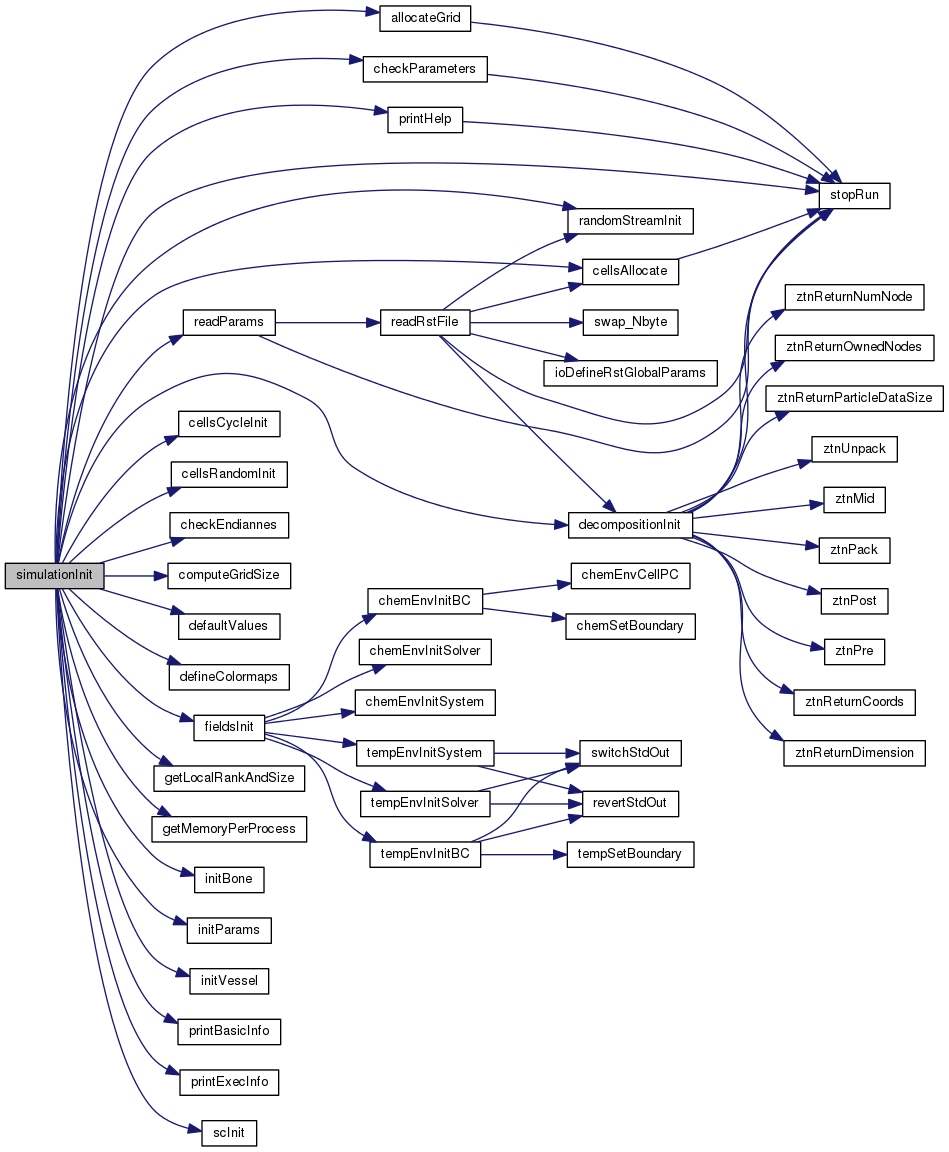 allocateGrid
checkParameters
printHelp
stopRun
randomStreamInit
cellsAllocate
ztnReturnNumNode
readParams
readRstFile
swap_Nbyte
ztnReturnOwnedNodes
ioDefineRstGlobalParams
ztnReturnParticleDataSize
cellsCycleInit
ztnUnpack
cellsRandomInit
ztnMid
checkEndiannes
decompositionInit
ztnPack
simulationInit
computeGridSize
chemEnvCellPC
ztnPost
chemEnvInitBC
defaultValues
chemSetBoundary
chemEnvInitSolver
ztnPre
defineColormaps
chemEnvInitSystem
ztnReturnCoords
fieldsInit
tempEnvInitSystem
switchStdOut
ztnReturnDimension
getLocalRankAndSize
tempEnvInitSolver
revertStdOut
getMemoryPerProcess
tempEnvInitBC
tempSetBoundary
initBone
initParams
initVessel
printBasicInfo
printExecInfo
scInit